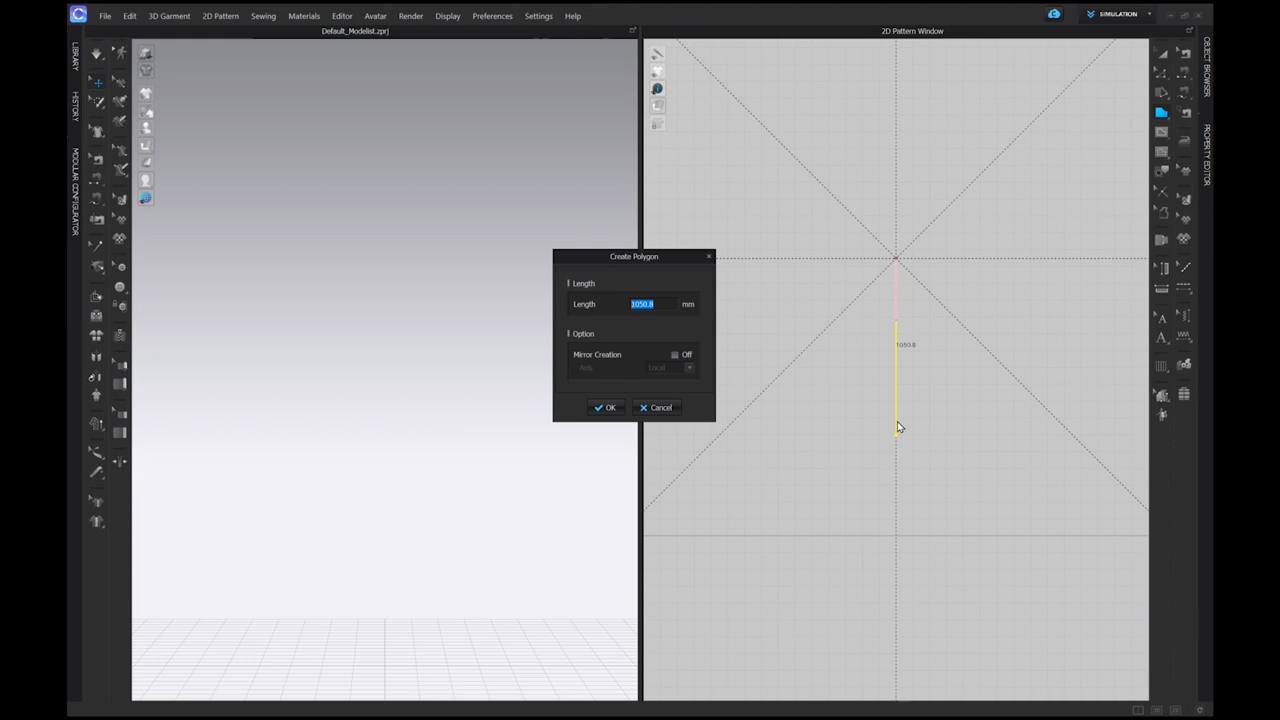 File Edit 3D Garment 2D Pattern Sewing Materials Editor Avatar Render Display Preferences Settings Help
SIMULATION
Default_Modelist.zprj
2D Pattern Window
LIBRARY
HISTORY
MODULAR CONFIGURATOR
OBJECT BROWSER
PROPERTY EDITOR
Create Polygon
Length
Length 1050.8 mm
Option
Mirror Creation Off
Axis Local
OK Cancel
1050.8